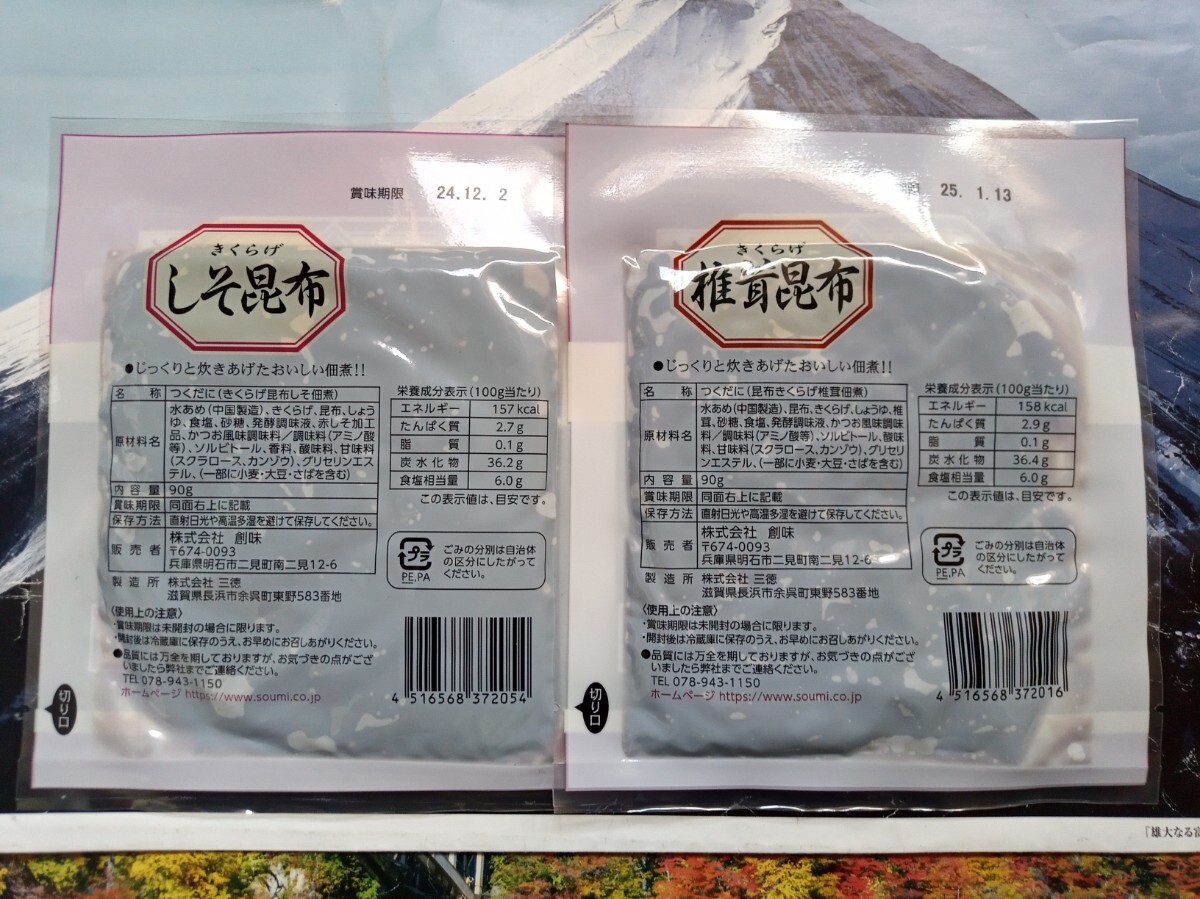 賞味期限 24.12. 2
きくらげ
しそ昆布
●じっくりと炊きあげたおいしい佃煮!!
名 称 つくだに(きくらげ昆布しそ佃煮)
原材料名 水あめ(中国製造)、きくらげ、昆布、しょう
ゆ、食塩、砂糖、発酵調味液、赤しそ加工
品、かつお風味調味料/調味料(アミノ酸
等)、ソルビトール、香料、酸味料、甘味料
(スクラロース、カンゾウ)、グリセリンエス
テル、(一部に小麦・大豆・さばを含む)
内 容 量 90g
賞味期限 同面右上に記載
保存方法 直射日光や高温多湿を避けて保存してください。
販 売 者 株式会社 創味
〒674-0093
兵庫県明石市二見町南二見12-6
製 造 所 株式会社 三徳
滋賀県長浜市余呉町東野583番地
栄養成分表示(100g当たり)
エネルギー 157kcal
たんぱく質 2.7g
脂 質 0.1g
炭水化物 36.2g
食塩相当量 6.0g
この表示値は、目安です。
プラ
PE,PA
ごみの分別は自治体
の区分にしたがって
ください。
〈使用上の注意〉
・賞味期限は未開封の場合に限ります。
・開封後は冷蔵庫に保存のうえ、お早めにお召しあがりください。
●品質には万全を期しておりますが、お気づきの点がござ
いましたら弊社までご連絡ください。
TEL 078-943-1150
ホームページ https://www.soumi.co.jp
切り口
4 516568 372054
25. 1.13
きくらげ
椎茸昆布
●じっくりと炊きあげたおいしい佃煮!!
名 称 つくだに(昆布きくらげ椎茸佃煮)
原材料名 水あめ(中国製造)、昆布、きくらげ、しょうゆ、椎
茸、砂糖、食塩、発酵調味液、かつお風味調味
料/調味料(アミノ酸等)、ソルビトール、酸味
料、甘味料(スクラロース、カンゾウ)、グリセ
リンエステル、(一部に小麦・大豆・さばを含む)
内 容 量 90g
賞味期限 同面右上に記載
保存方法 直射日光や高温多湿を避けて保存してください。
販 売 者 株式会社 創味
〒674-0093
兵庫県明石市二見町南二見12-6
製 造 所 株式会社 三徳
滋賀県長浜市余呉町東野583番地
栄養成分表示(100g当たり)
エネルギー 158kcal
たんぱく質 2.9g
脂 質 0.1g
炭水化物 36.4g
食塩相当量 6.0g
この表示値は、目安です。
プラ
PE,PA
ごみの分別は自治体
の区分にしたがって
ください。
〈使用上の注意〉
・賞味期限は未開封の場合に限ります。
・開封後は冷蔵庫に保存のうえ、お早めにお召しあがりください。
●品質には万全を期しておりますが、お気づきの点がござ
いましたら弊社までご連絡ください。
TEL 078-943-1150
ホームページ https://www.soumi.co.jp
切り口
4 516568 372016
「雄大なる富